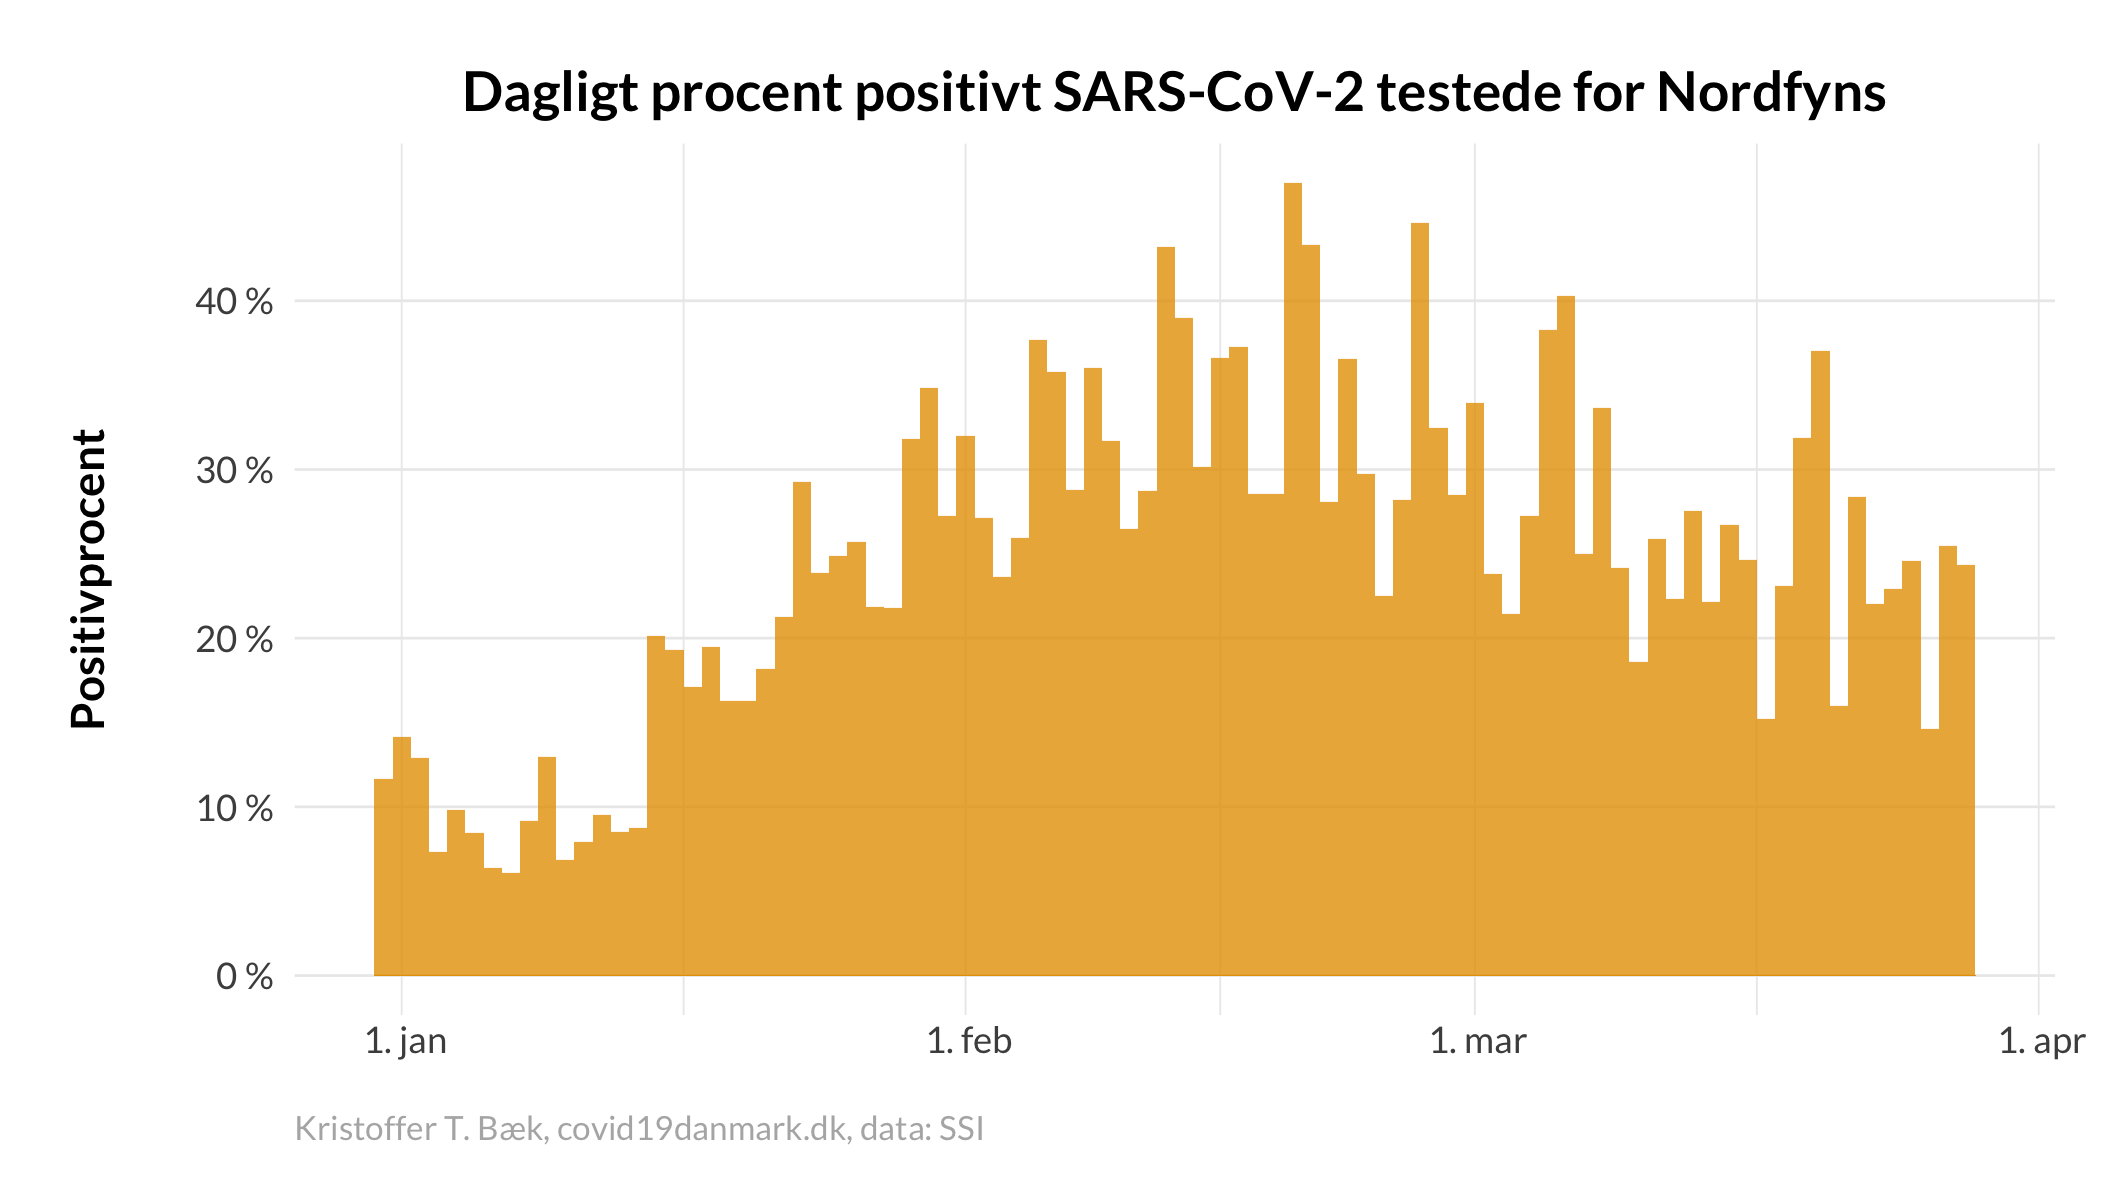 Dagligt procent positivt SARS-CoV-2 testede for Nordfyns
Positivprocent
40 %
30 %
20 %
10 %
0 %
1. jan
1. feb
1. mar
1. apr
Kristoffer T. Bæk, covid19danmark.dk, data: SSI